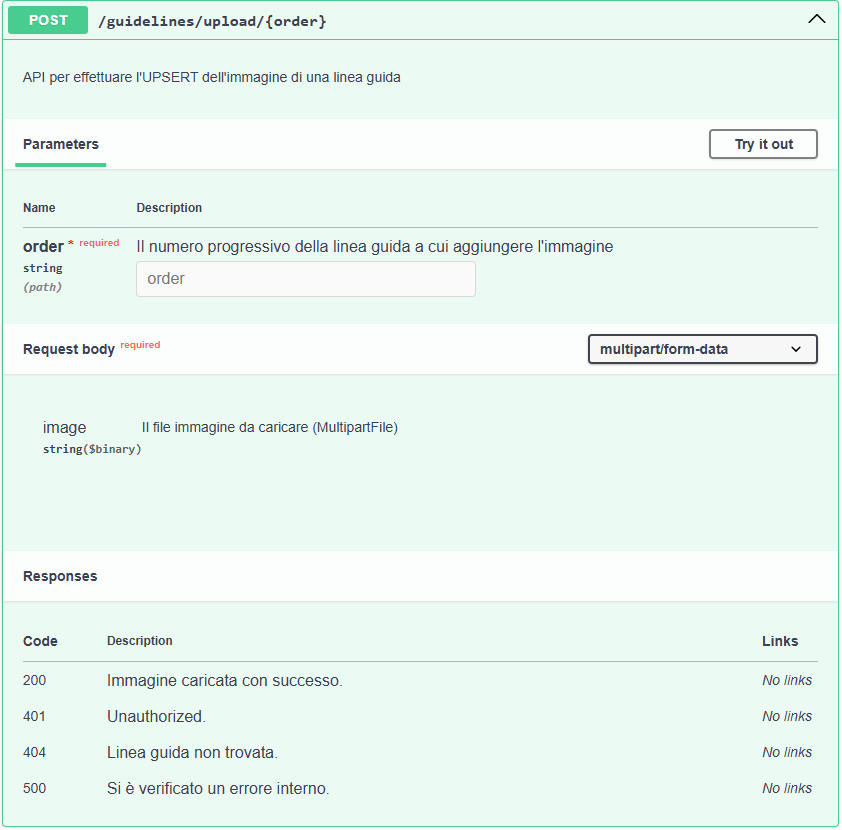 POST /guidelines/upload/{order}
API per effettuare l'UPSERT dell'immagine di una linea guida
Parameters
Try it out
Name Description
order * required Il numero progressivo della linea guida a cui aggiungere l'immagine
string
(path)
order
Request body required
multipart/form-data
image Il file immagine da caricare (MultipartFile)
string($binary)
Responses
Code Description Links
200 Immagine caricata con successo. No links
401 Unauthorized. No links
404 Linea guida non trovata. No links
500 Si è verificato un errore interno. No links